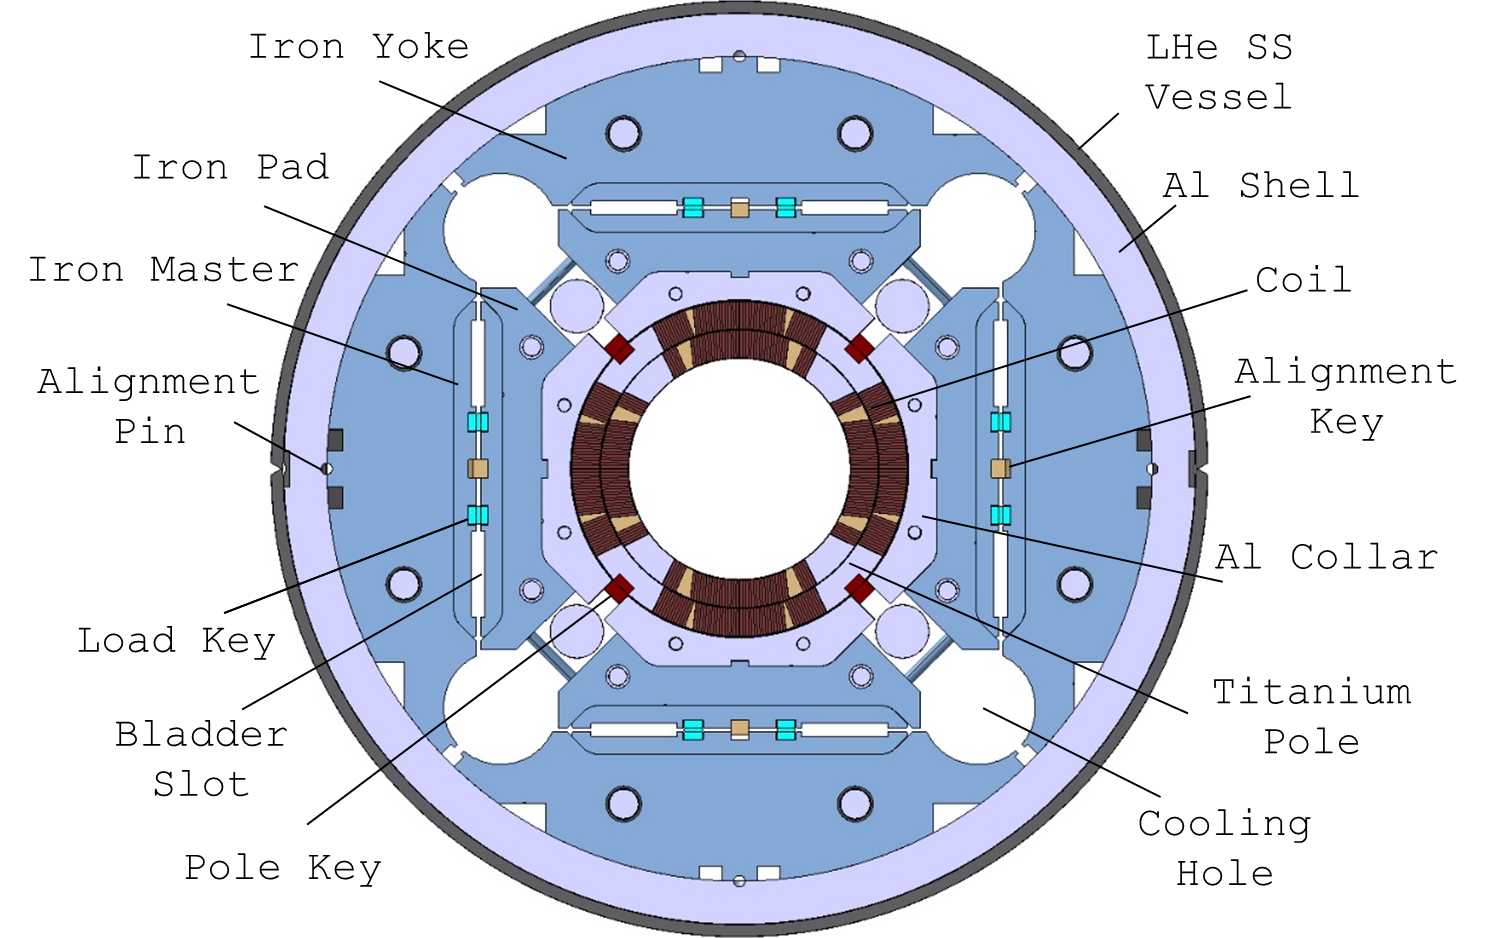 Iron Yoke
Iron Pad
Iron Master
Alignment
Pin
Load Key
Bladder
Slot
Pole Key
LHe SS
Vessel
Al Shell
Coil
Alignment
Key
Al Collar
Titanium
Pole
Cooling
Hole